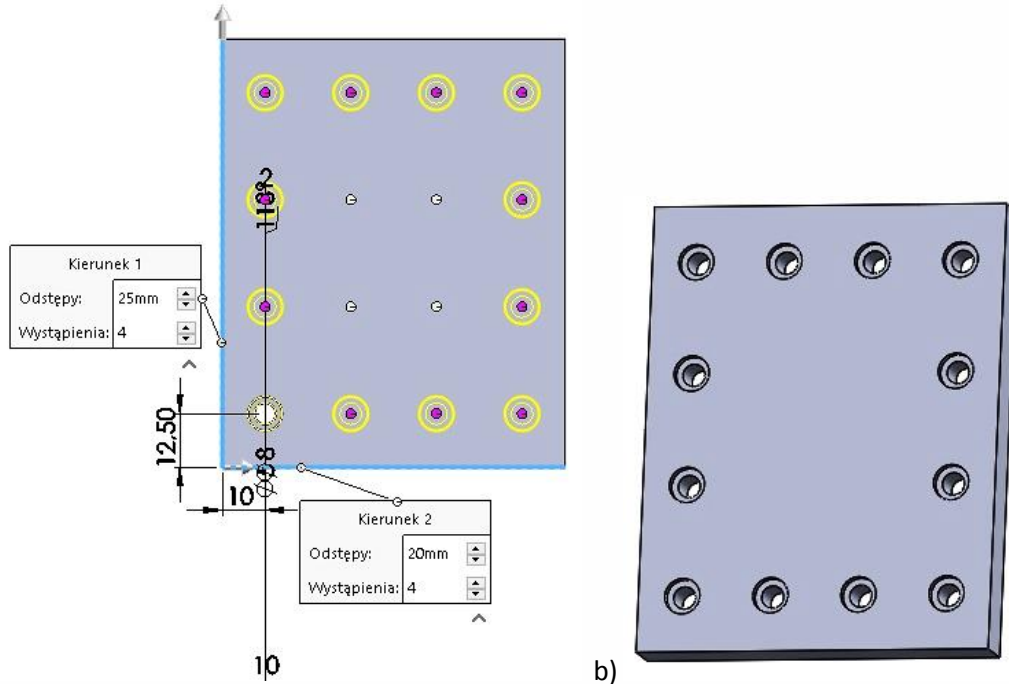 Kierunek 1
Odstępy: 25mm
Wystąpienia: 4
12,50
10
Kierunek 2
Odstępy: 20mm
Wystąpienia: 4
10
b)